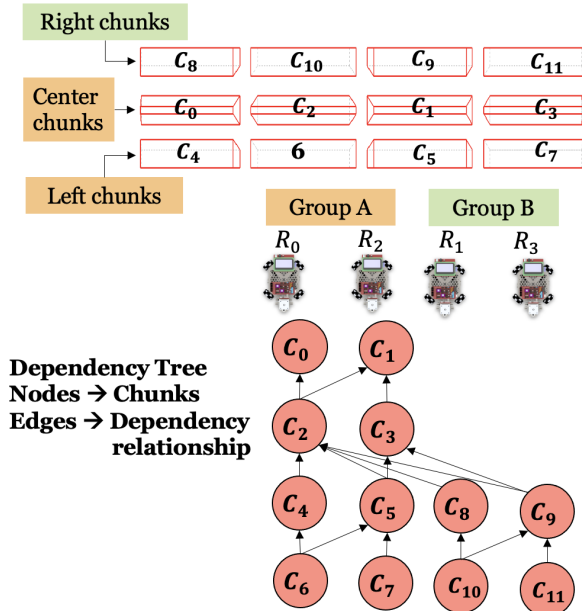 Right chunks
C₈ C₁₀ C₉ C₁₁
Center
chunks
C₀ C₂ C₁ C₃
C₄ 6 C₅ C₇
Left chunks
Group A Group B
R₀ R₂ R₁ R₃
C₀ C₁
Dependency Tree
Nodes → Chunks
Edges → Dependency
relationship
C₂ C₃
C₄ C₅ C₈ C₉
C₆ C₇ C₁₀ C₁₁